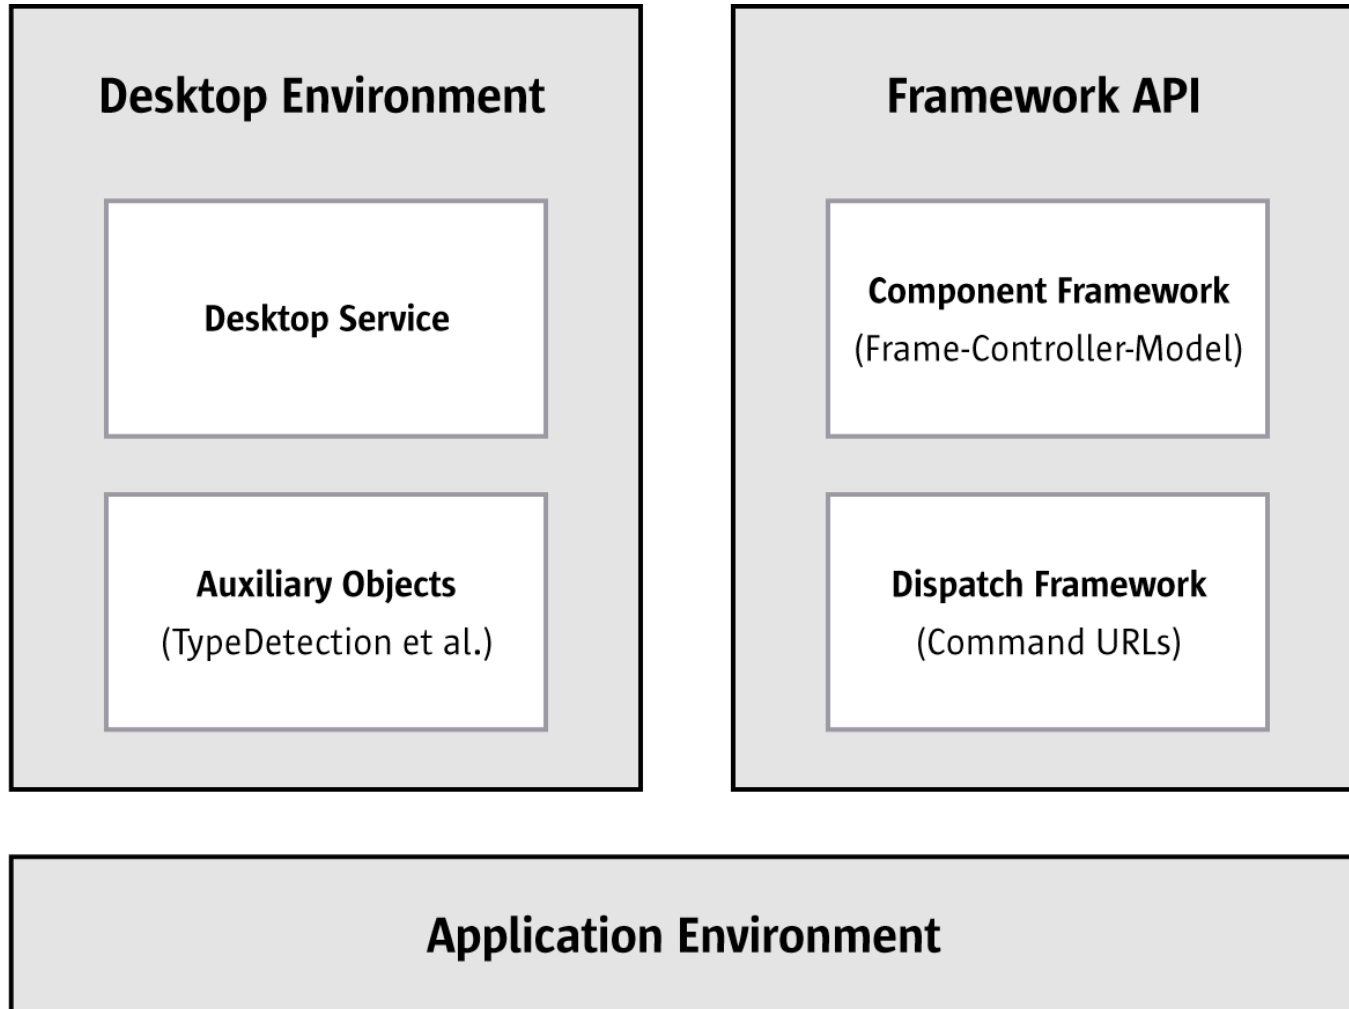 Desktop Environment
Desktop Service
Auxiliary Objects
(TypeDetection et al.)
Framework API
Component Framework
(Frame-Controller-Model)
Dispatch Framework
(Command URLs)
Application Environment